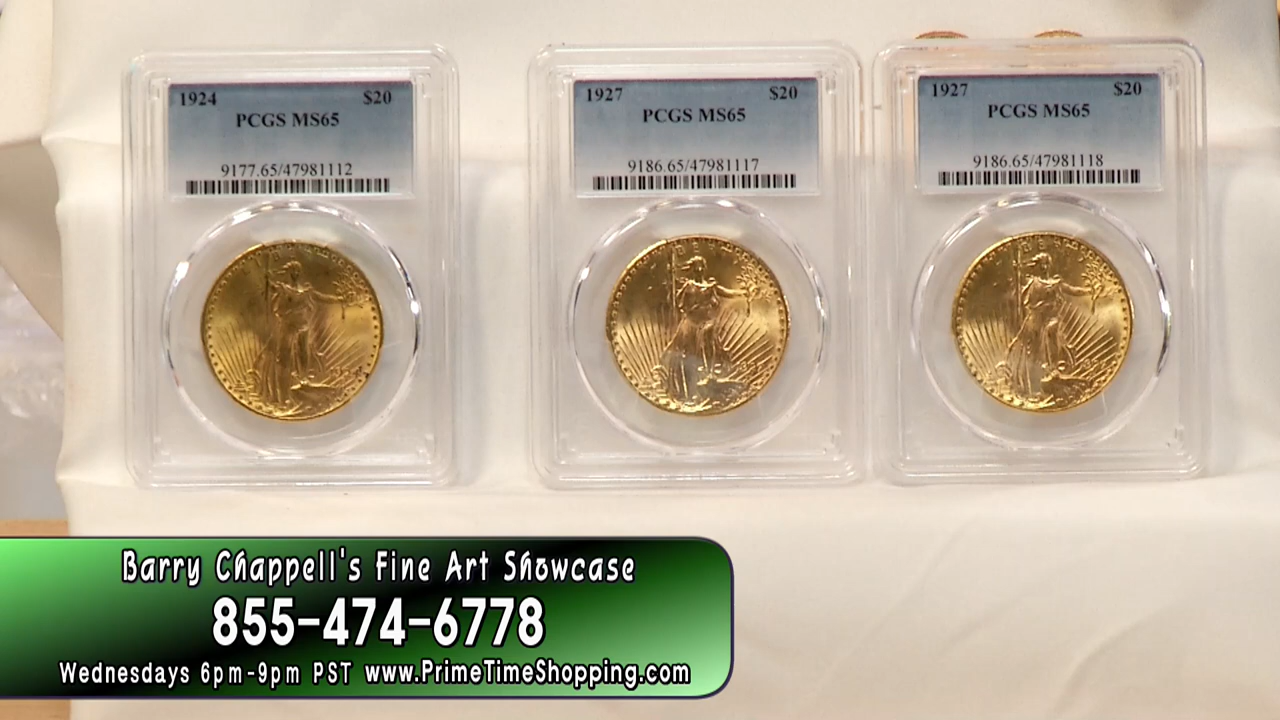 1924 $20
PCGS MS65
9177.65/47981112
1927 $20
PCGS MS65
9186.65/47981117
1927 $20
PCGS MS65
9186.65/47981118
Barry Chappell's Fine Art Showcase
855-474-6778
Wednesdays 6pm-9pm PST www.PrimeTimeShopping.com